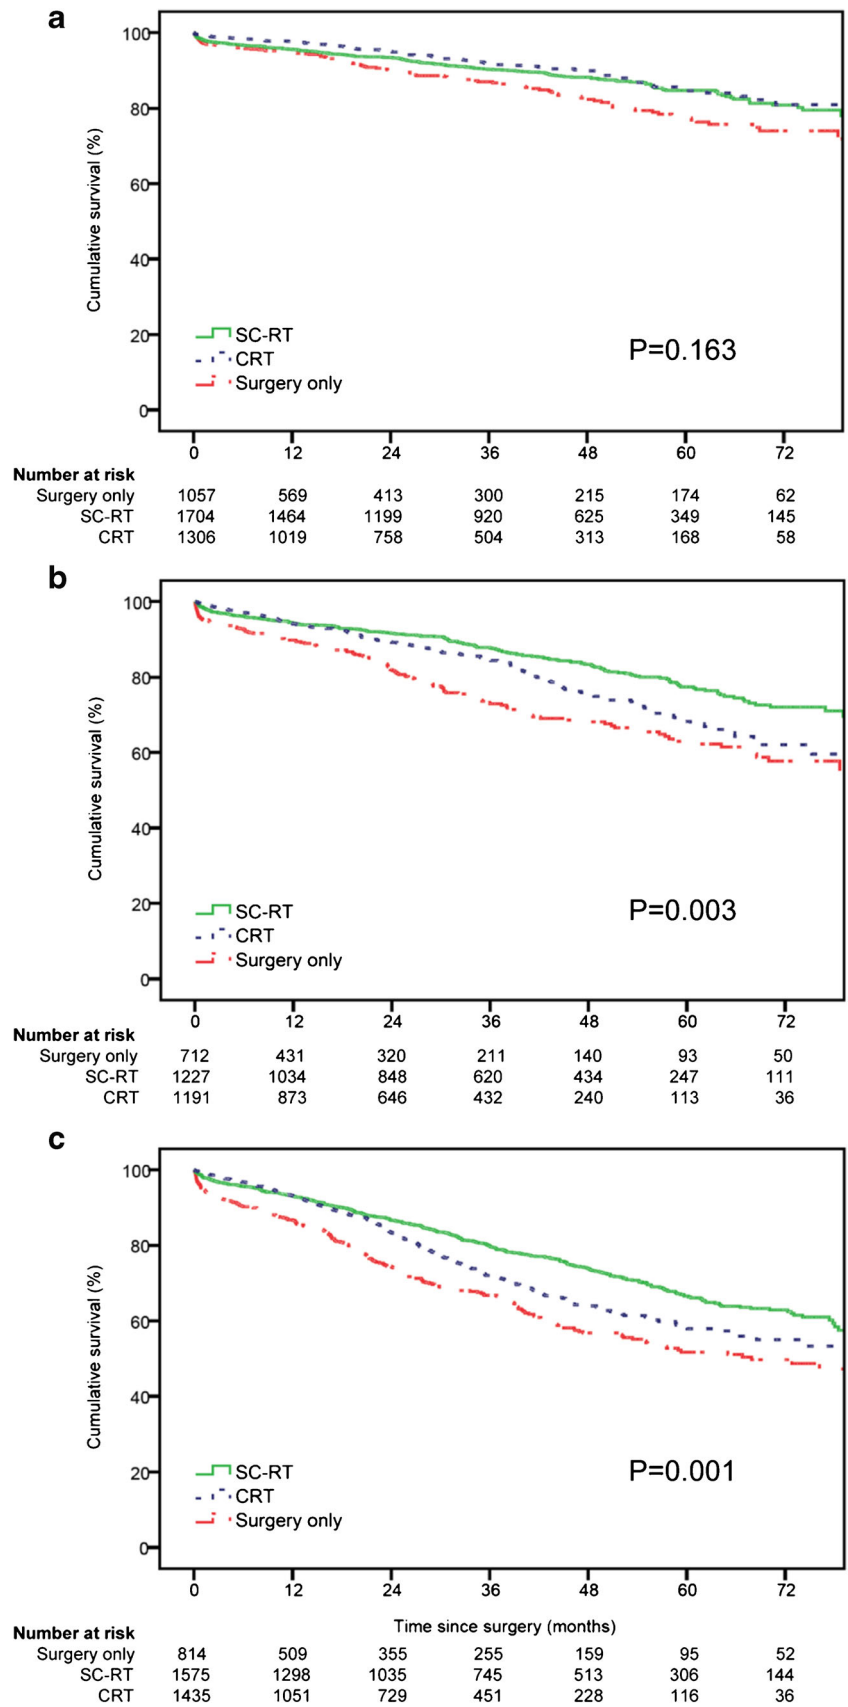 a
100
80
60
40
20
0
Cumulative survival (%)
SC-RT
CRT
Surgery only
P=0.163
0 12 24 36 48 60 72
Number at risk
Surgery only 1057 569 413 300 215 174 62
SC-RT 1704 1464 1199 920 625 349 145
CRT 1306 1019 758 504 313 168 58
b
100
80
60
40
20
0
Cumulative survival (%)
SC-RT
CRT
Surgery only
P=0.003
0 12 24 36 48 60 72
Number at risk
Surgery only 712 431 320 211 140 93 50
SC-RT 1227 1034 848 620 434 247 111
CRT 1191 873 646 432 240 113 36
c
100
80
60
40
20
0
Cumulative survival (%)
SC-RT
CRT
Surgery only
P=0.001
0 12 24 36 48 60 72
Time since surgery (months)
Number at risk
Surgery only 814 509 355 255 159 95 52
SC-RT 1575 1298 1035 745 513 306 144
CRT 1435 1051 729 451 228 116 36